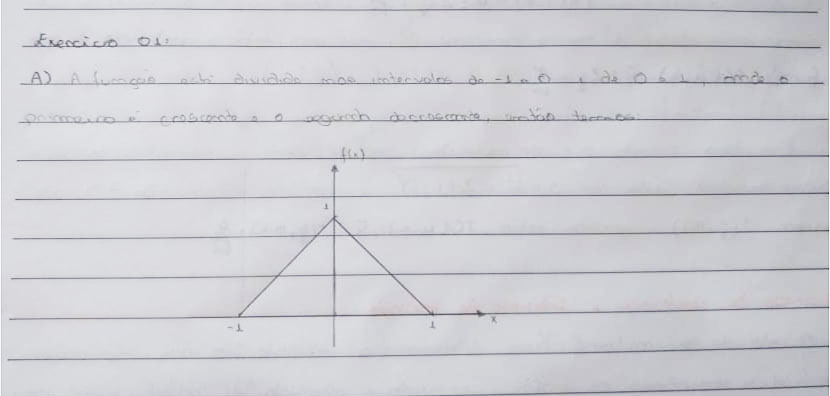 Exercício 01:
A) A função está dividida nos intervalos de -1 a 0 e de 0 a 1, onde o
primeiro é crescente e o segundo decrescente, então temos:
f(x)
1
-1
1
x